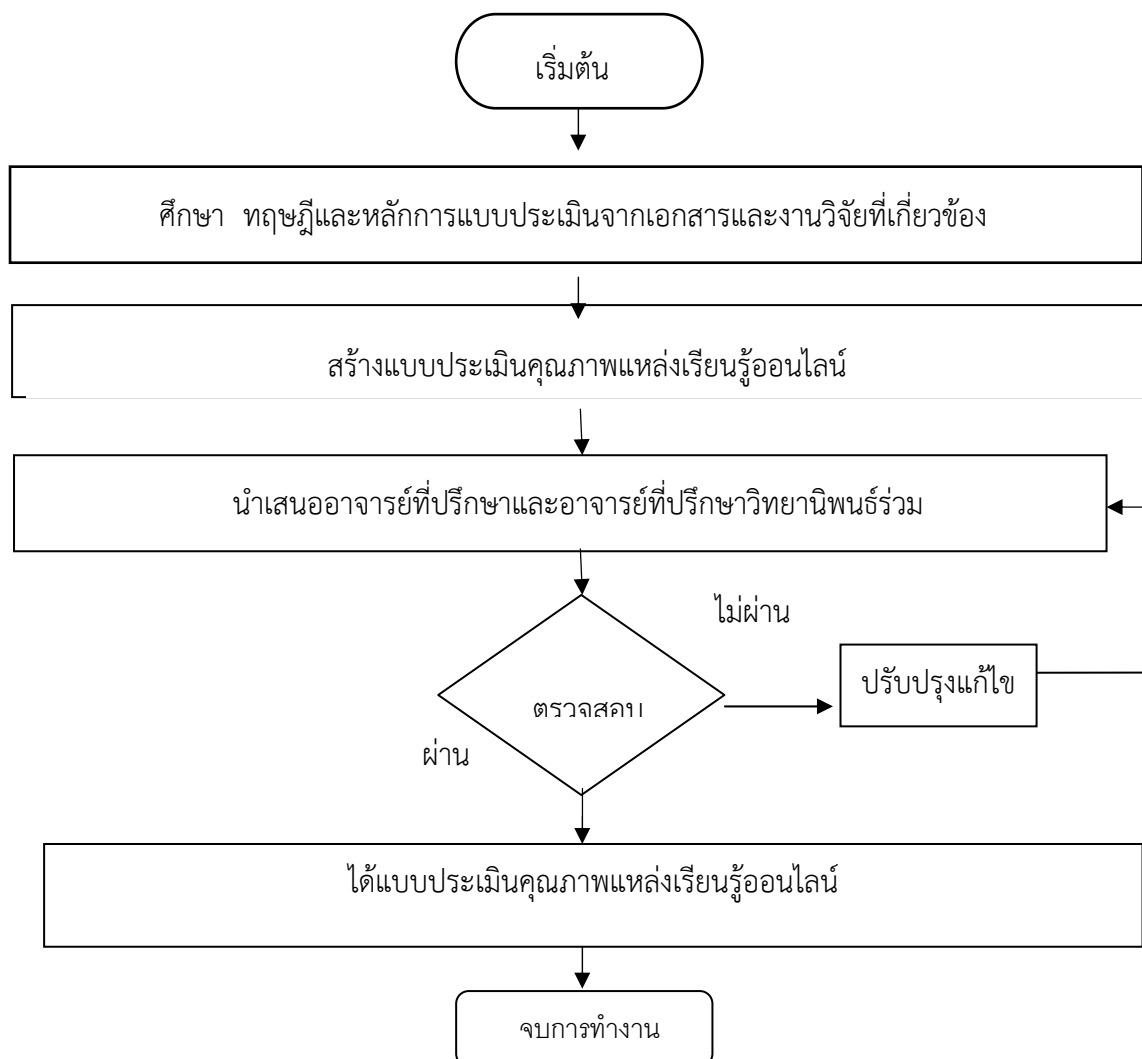 เริ่มต้น
ศึกษา ทฤษฎีและหลักการแบบประเมินจากเอกสารและงานวิจัยที่เกี่ยวข้อง
สร้างแบบประเมินคุณภาพแหล่งเรียนรู้ออนไลน์
นำเสนออาจารย์ที่ปรึกษาและอาจารย์ที่ปรึกษาวิทยานิพนธ์ร่วม
ไม่ผ่าน
ปรับปรุงแก้ไข
ตรวจสอบ
ผ่าน
ได้แบบประเมินคุณภาพแหล่งเรียนรู้ออนไลน์
จบการทำงาน